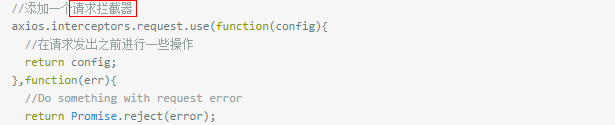 //添加一个请求拦截器
axios.interceptors.request.use(function(config){
//在请求发出之前进行一些操作
return config;
},function(err){
//Do something with request error
return Promise.reject(error);